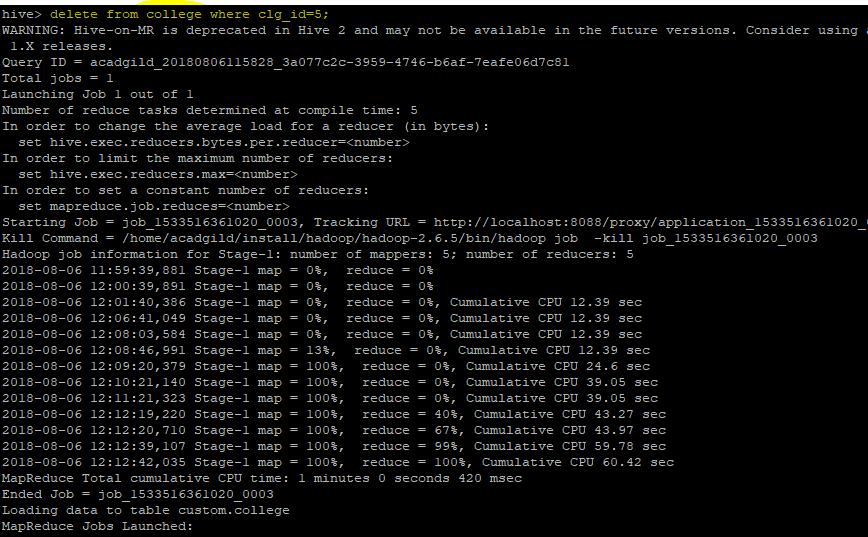 hive> delete from college where clg_id=5;
WARNING: Hive-on-MR is deprecated in Hive 2 and may not be available in the future versions. Consider using
1.X releases.
Query ID = acadgild_20180806115828_3a077c2c-3959-4746-b6af-7eafe06d7c81
Total jobs = 1
Launching Job 1 out of 1
Number of reduce tasks determined at compile time: 5
In order to change the average load for a reducer (in bytes):
set hive.exec.reducers.bytes.per.reducer=<number>
In order to limit the maximum number of reducers:
set hive.exec.reducers.max=<number>
In order to set a constant number of reducers:
set mapreduce.job.reduces=<number>
Starting Job = job_1533516361020_0003, Tracking URL = http://localhost:8088/proxy/application_1533516361020_
Kill Command = /home/acadgild/install/hadoop/hadoop-2.6.5/bin/hadoop job  -kill job_1533516361020_0003
Hadoop job information for Stage-1: number of mappers: 5; number of reducers: 5
2018-08-06 11:59:39,881 Stage-1 map = 0%,  reduce = 0%
2018-08-06 12:00:39,891 Stage-1 map = 0%,  reduce = 0%
2018-08-06 12:01:40,386 Stage-1 map = 0%,  reduce = 0%, Cumulative CPU 12.39 sec
2018-08-06 12:06:41,049 Stage-1 map = 0%,  reduce = 0%, Cumulative CPU 12.39 sec
2018-08-06 12:08:03,584 Stage-1 map = 0%,  reduce = 0%, Cumulative CPU 12.39 sec
2018-08-06 12:08:46,991 Stage-1 map = 13%,  reduce = 0%, Cumulative CPU 12.39 sec
2018-08-06 12:09:20,379 Stage-1 map = 100%,  reduce = 0%, Cumulative CPU 24.6 sec
2018-08-06 12:10:21,140 Stage-1 map = 100%,  reduce = 0%, Cumulative CPU 39.05 sec
2018-08-06 12:11:21,323 Stage-1 map = 100%,  reduce = 0%, Cumulative CPU 39.05 sec
2018-08-06 12:12:19,220 Stage-1 map = 100%,  reduce = 40%, Cumulative CPU 43.27 sec
2018-08-06 12:12:20,710 Stage-1 map = 100%,  reduce = 67%, Cumulative CPU 43.97 sec
2018-08-06 12:12:39,107 Stage-1 map = 100%,  reduce = 99%, Cumulative CPU 59.78 sec
2018-08-06 12:12:42,035 Stage-1 map = 100%,  reduce = 100%, Cumulative CPU 60.42 sec
MapReduce Total cumulative CPU time: 1 minutes 0 seconds 420 msec
Ended Job = job_1533516361020_0003
Loading data to table custom.college
MapReduce Jobs Launched: